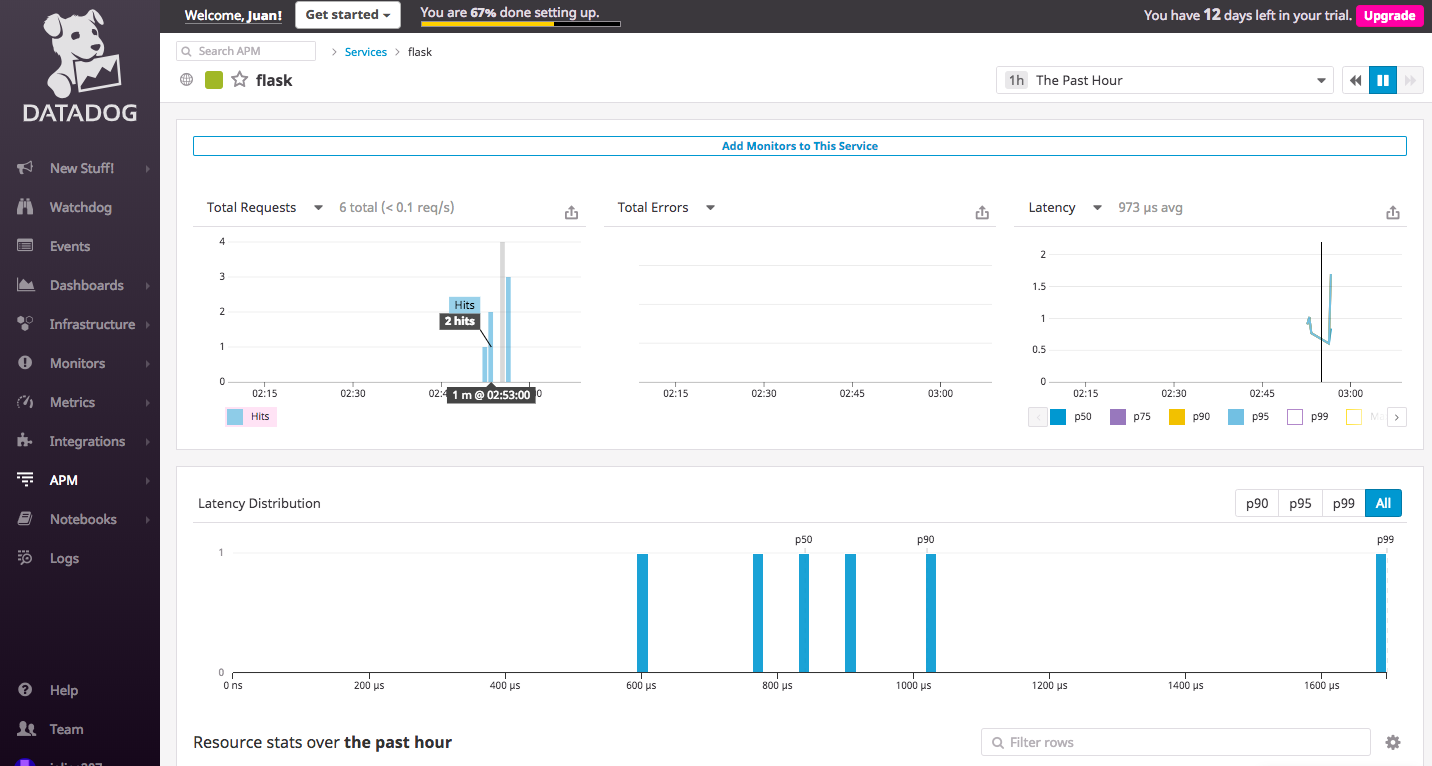 DATADOG
New Stuff!
Watchdog
Events
Dashboards
Infrastructure
Monitors
Metrics
Integrations
APM
Notebooks
Logs
Help
Team
Welcome, Juan!
Get started
You are 67% done setting up.
You have 12 days left in your trial.
Upgrade
Search APM
> Services > flask
flask
1h The Past Hour
Add Monitors to This Service
Total Requests 6 total (< 0.1 req/s)
4
3
2
1
0
Hits
2 hits
02:15 02:30
1 m @ 02:53:00
Hits
Total Errors
02:15 02:30 02:45 03:00
Latency 973 µs avg
2
1.5
1
0.5
0
02:15 02:30 02:45 03:00
p50 p75 p90 p95 p99
Latency Distribution
p90 p95 p99 All
p50 p90 p99
1
0
0 ns 200 µs 400 µs 600 µs 800 µs 1000 µs 1200 µs 1400 µs 1600 µs
Resource stats over the past hour
Filter rows